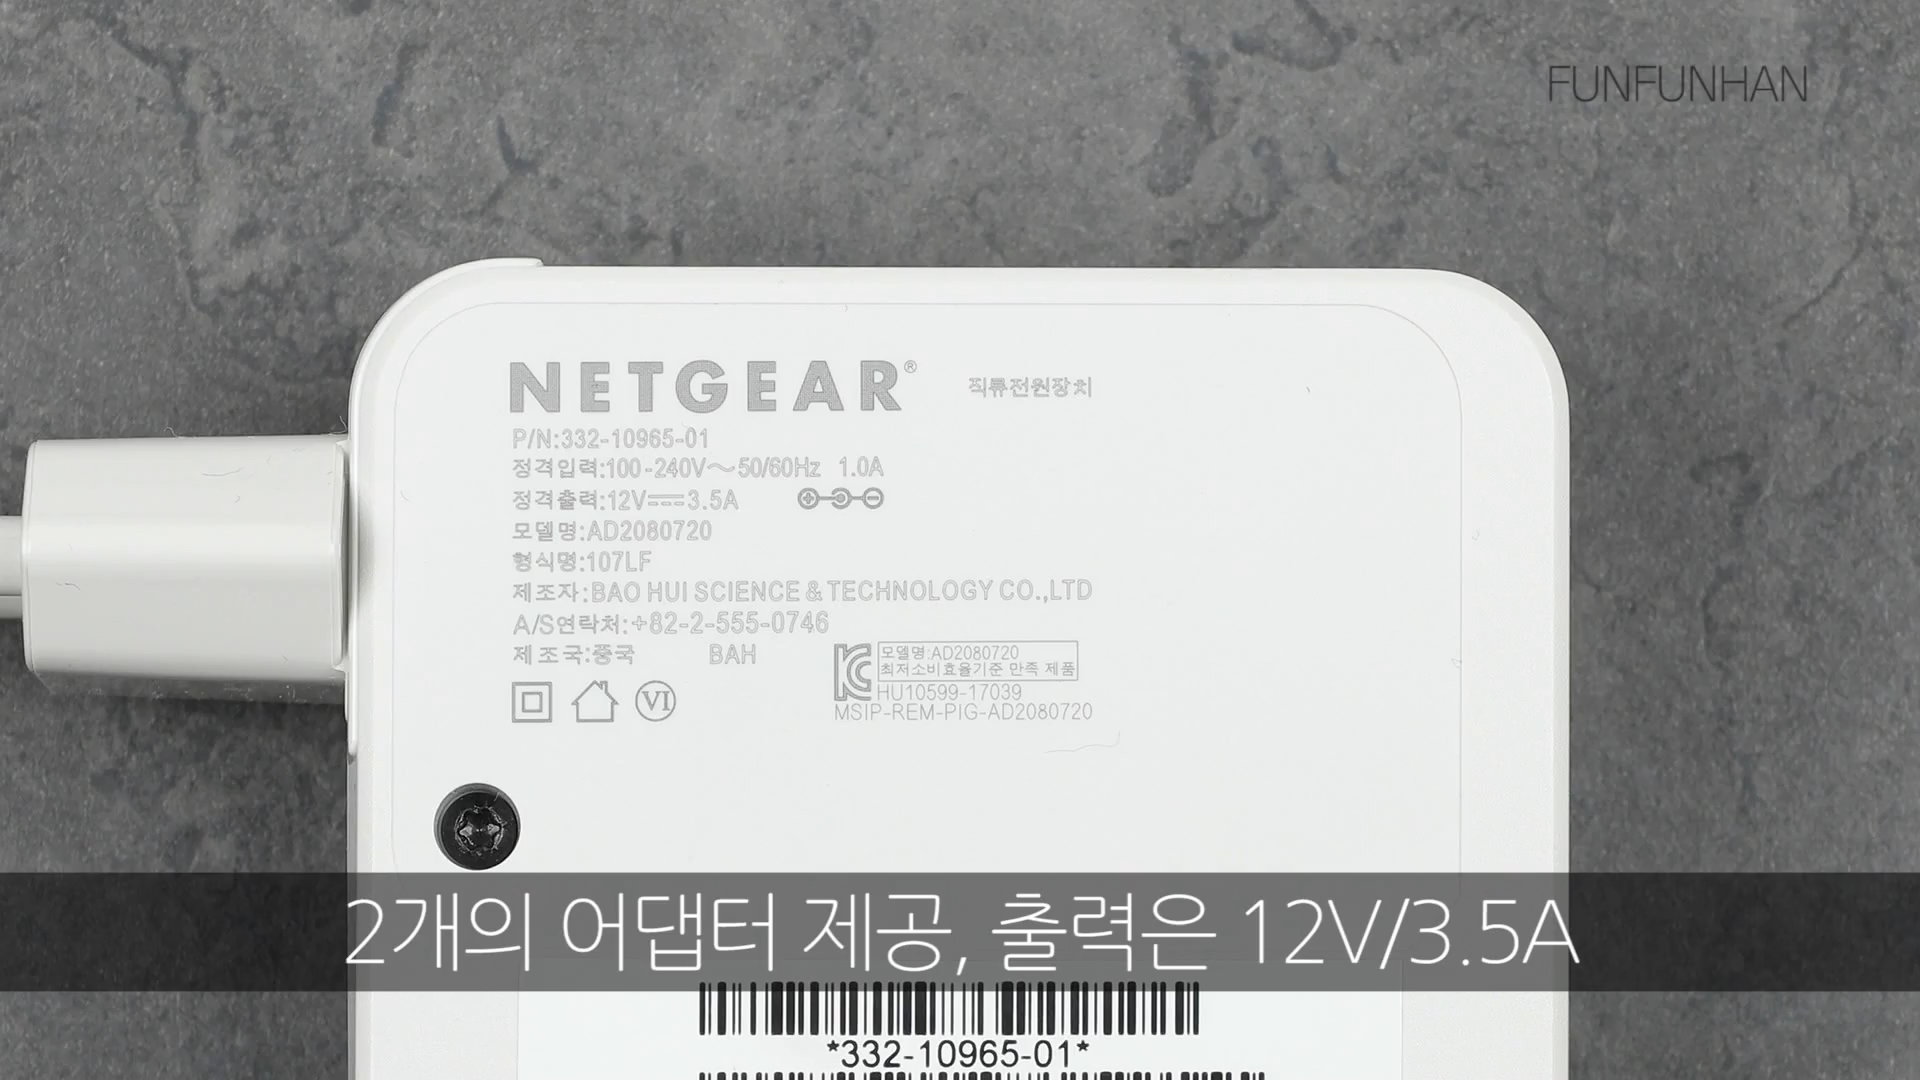 FUNFUNHAN
NETGEAR® 직류전원장치
P/N:332-10965-01
정격입력:100-240V~50/60Hz 1.0A
정격출력:12V⎓3.5A
모델명:AD2080720
형식명:107LF
제조자:BAO HUI SCIENCE & TECHNOLOGY CO.,LTD
A/S연락처:+82-2-555-0746
제조국:중국 BAH
모델명:AD2080720
최저소비효율기준 만족 제품
HU10599-17039
MSIP-REM-PIG-AD2080720
VI
2개의 어댑터 제공, 출력은 12V/3.5A
*332-10965-01*